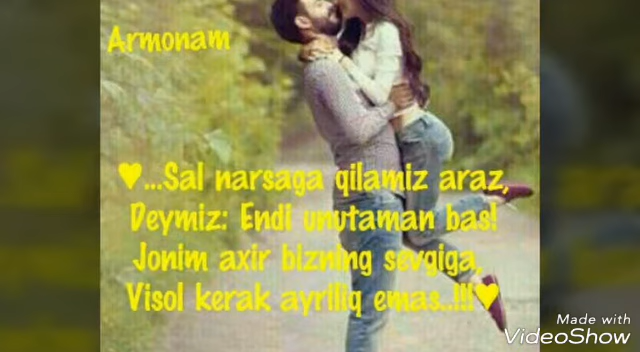 Armonam
♥...Sal narsaga qilamiz araz,
Deymiz: Endi unutaman bas!
Jonim axir bizning sevgiga,
Visol kerak ayriliq emas..!!!♥
Made with
VideoShow